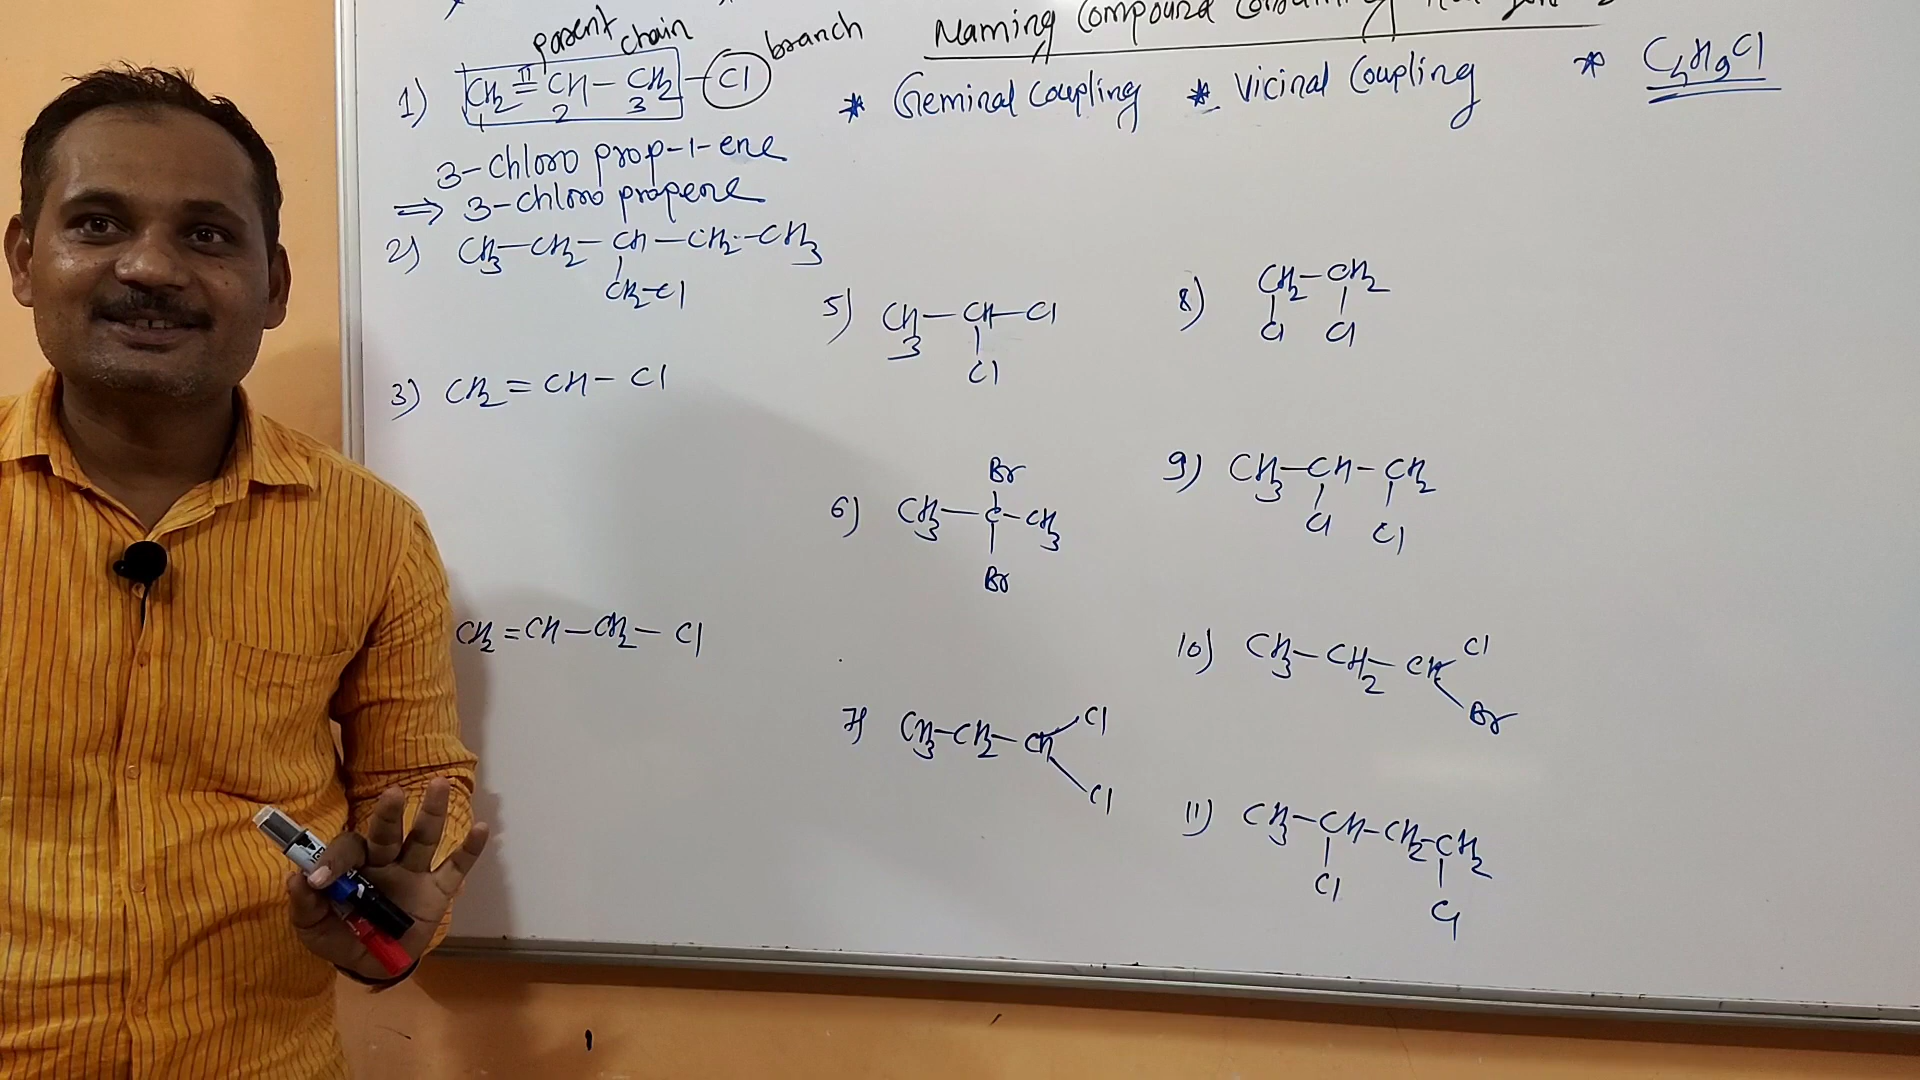 Naming Compound Containing
parent chain branch
1) CH2 = CH - CH2 - Cl
1 2 3
3-chloro prop-1-ene
⇒ 3-chloro propene
2) CH3-CH2-CH-CH2-CH3
CH2-Cl
3) CH2 = CH - Cl
CH2 = CH - CH2 - Cl
* Geminal Coupling * Vicinal Coupling * C4H9Cl
5) CH3 - CH - Cl
Cl
Br
6) CH3 - C - CH3
Br
7) CH3-CH2-CH Cl
Cl
8) CH2 - CH2
Cl Cl
9) CH3 - CH - CH2
Cl Cl
10) CH3 - CH2 - CH Cl
Br
11) CH3 - CH - CH2 - CH2
Cl Cl